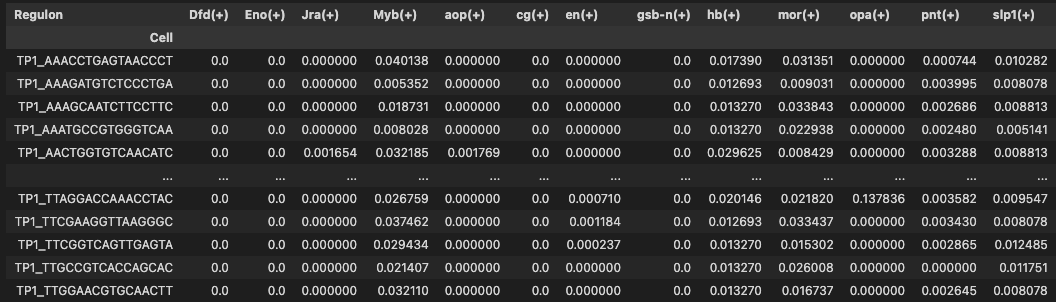 Regulon Dfd(+) Eno(+) Jra(+) Myb(+) aop(+) cg(+) en(+) gsb-n(+) hb(+) mor(+) opa(+) pnt(+) slp1(+)
Cell
TP1_AAACCTGAGTAACCCT 0.0 0.0 0.000000 0.040138 0.000000 0.0 0.000000 0.0 0.017390 0.031351 0.000000 0.000744 0.010282
TP1_AAAGATGTCTCCCTGA 0.0 0.0 0.000000 0.005352 0.000000 0.0 0.000000 0.0 0.012693 0.009031 0.000000 0.003995 0.008078
TP1_AAAGCAATCTTCCTTC 0.0 0.0 0.000000 0.018731 0.000000 0.0 0.000000 0.0 0.013270 0.033843 0.000000 0.002686 0.008813
TP1_AAATGCCGTGGGTCAA 0.0 0.0 0.000000 0.008028 0.000000 0.0 0.000000 0.0 0.013270 0.022938 0.000000 0.002480 0.005141
TP1_AACTGGTGTCAACATC 0.0 0.0 0.001654 0.032185 0.001769 0.0 0.000000 0.0 0.029625 0.008429 0.000000 0.003288 0.008813
... ... ... ... ... ... ... ... ... ... ... ... ... ...
TP1_TTAGGACCAAACCTAC 0.0 0.0 0.000000 0.026759 0.000000 0.0 0.000710 0.0 0.020146 0.021820 0.137836 0.003582 0.009547
TP1_TTCGAAGGTTAAGGGC 0.0 0.0 0.000000 0.037462 0.000000 0.0 0.001184 0.0 0.012693 0.033437 0.000000 0.003430 0.008078
TP1_TTCGGTCAGTTGAGTA 0.0 0.0 0.000000 0.029434 0.000000 0.0 0.000237 0.0 0.013270 0.015302 0.000000 0.002865 0.012485
TP1_TTGCCGTCACCAGCAC 0.0 0.0 0.000000 0.021407 0.000000 0.0 0.000000 0.0 0.013270 0.026008 0.000000 0.000000 0.011751
TP1_TTGGAACGTGCAACTT 0.0 0.0 0.000000 0.032110 0.000000 0.0 0.000000 0.0 0.013270 0.016737 0.000000 0.002645 0.008078